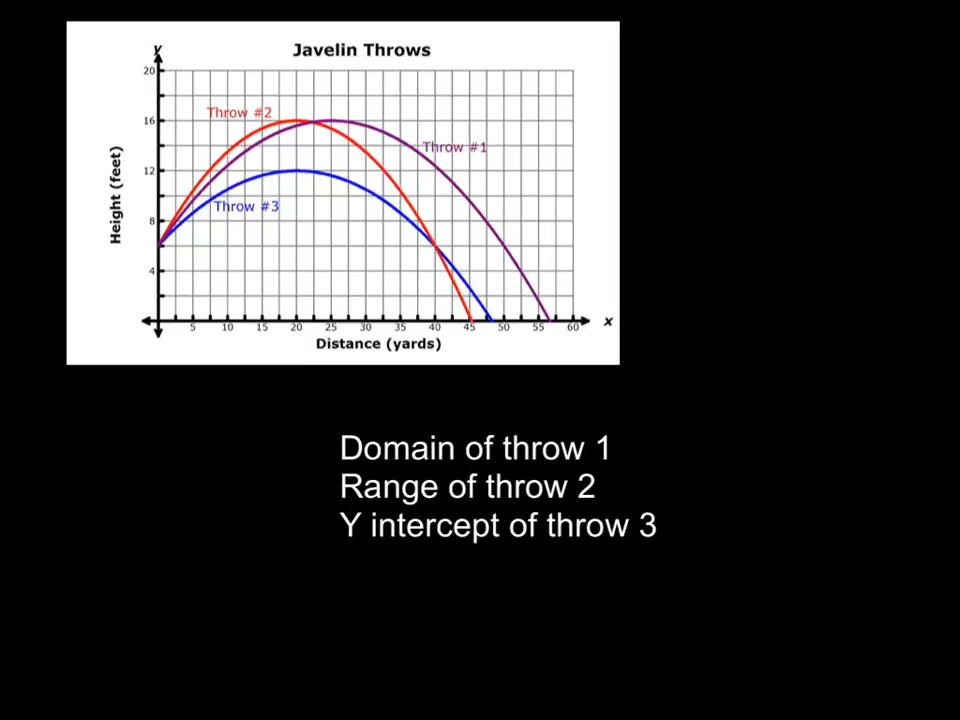 Javelin Throws
y
20
Throw #2
16
Throw #1
12
Throw #3
8
4
Height (feet)
5 10 15 20 25 30 35 40 45 50 55 60
x
Distance (yards)
Domain of throw 1
Range of throw 2
Y intercept of throw 3